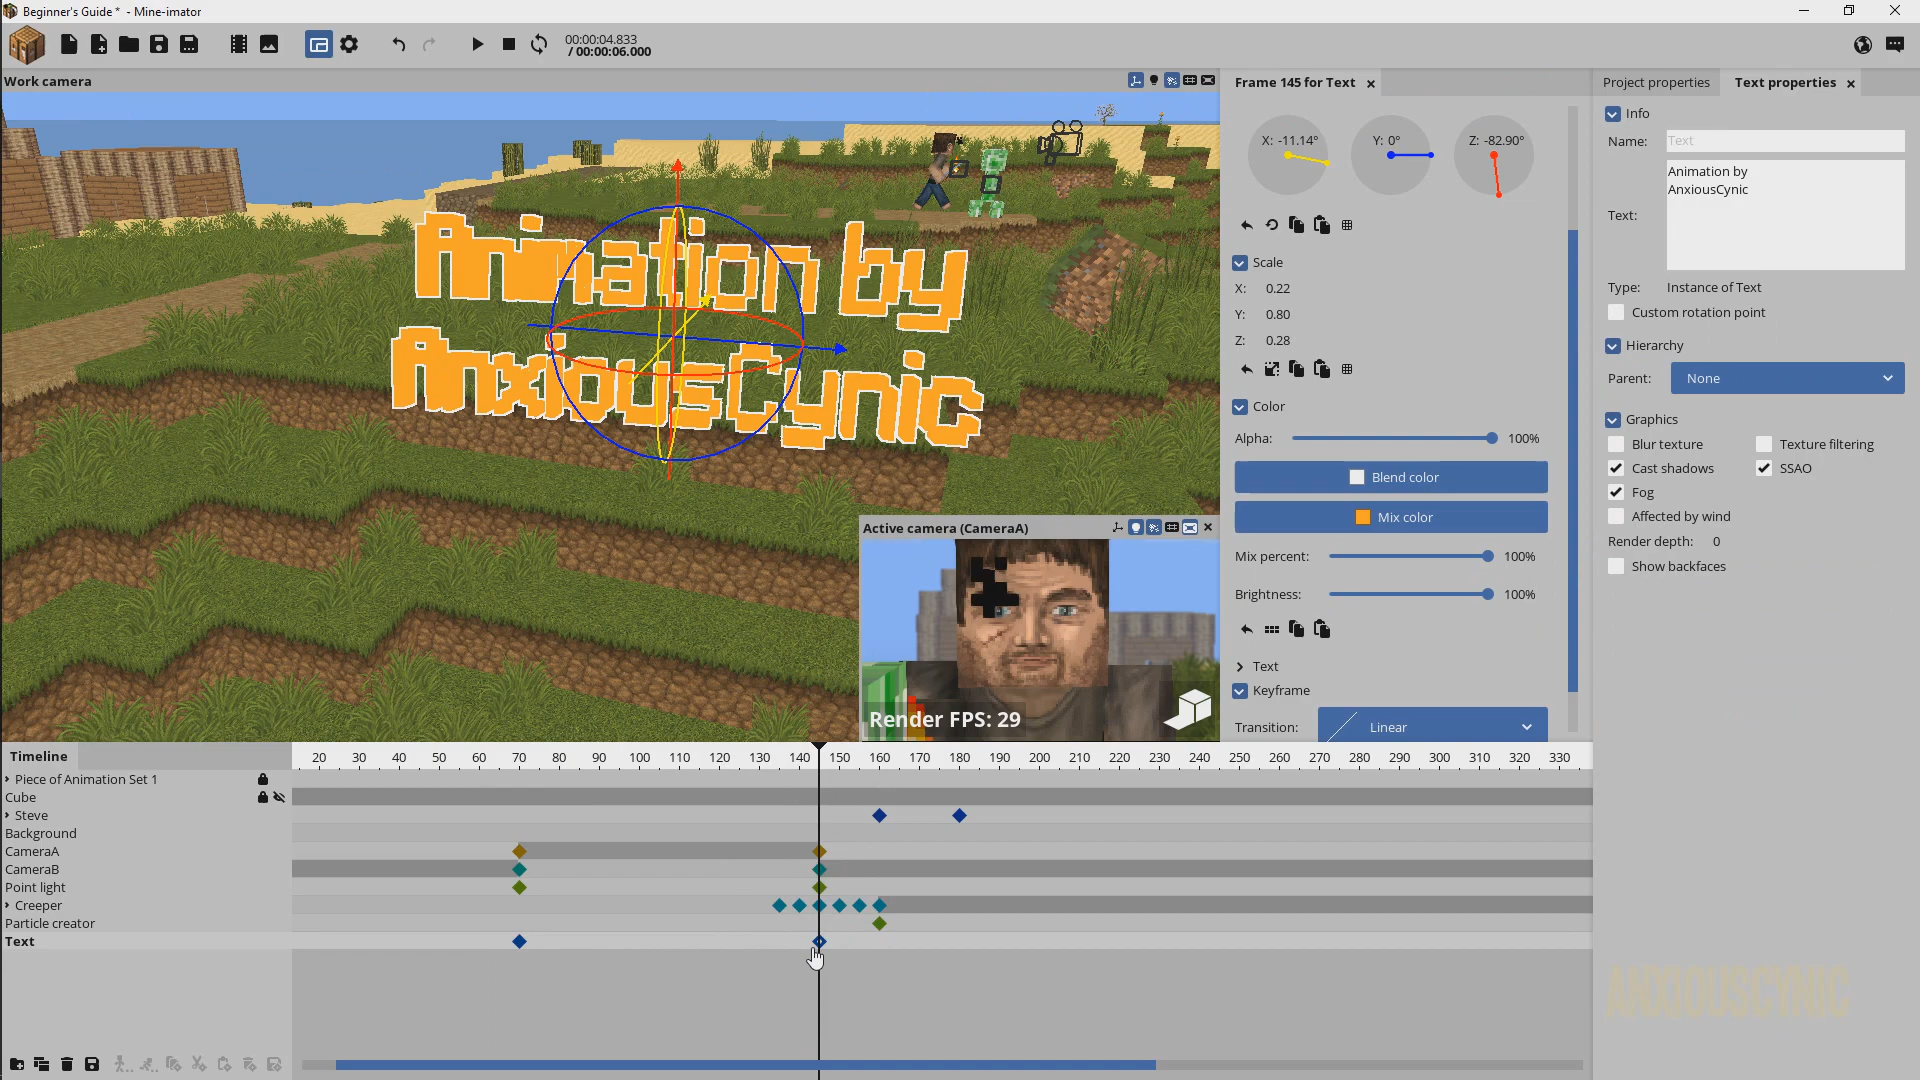 Beginner's Guide * - Mine-imator
00:00:04.833
/ 00:00:06.000
Work camera
Animation by
AnxiousCynic
Active camera (CameraA)
Render FPS: 29
Frame 145 for Text
X: -11.14°
Y: 0°
Z: -82.90°
Scale
X: 0.22
Y: 0.80
Z: 0.28
Color
Alpha: 100%
Blend color
Mix color
Mix percent: 100%
Brightness: 100%
Text
Keyframe
Transition: Linear
Project properties
Text properties
Info
Name: Text
Text: Animation by
AnxiousCynic
Type: Instance of Text
Custom rotation point
Hierarchy
Parent: None
Graphics
Blur texture
Texture filtering
Cast shadows
SSAO
Fog
Affected by wind
Render depth: 0
Show backfaces
Timeline
20 30 40 50 60 70 80 90 100 110 120 130 140 150 160 170 180 190 200 210 220 230 240 250 260 270 280 290 300 310 320 330
Piece of Animation Set 1
Cube
Steve
Background
CameraA
CameraB
Point light
Creeper
Particle creator
Text
ANXIOUSCYNIC